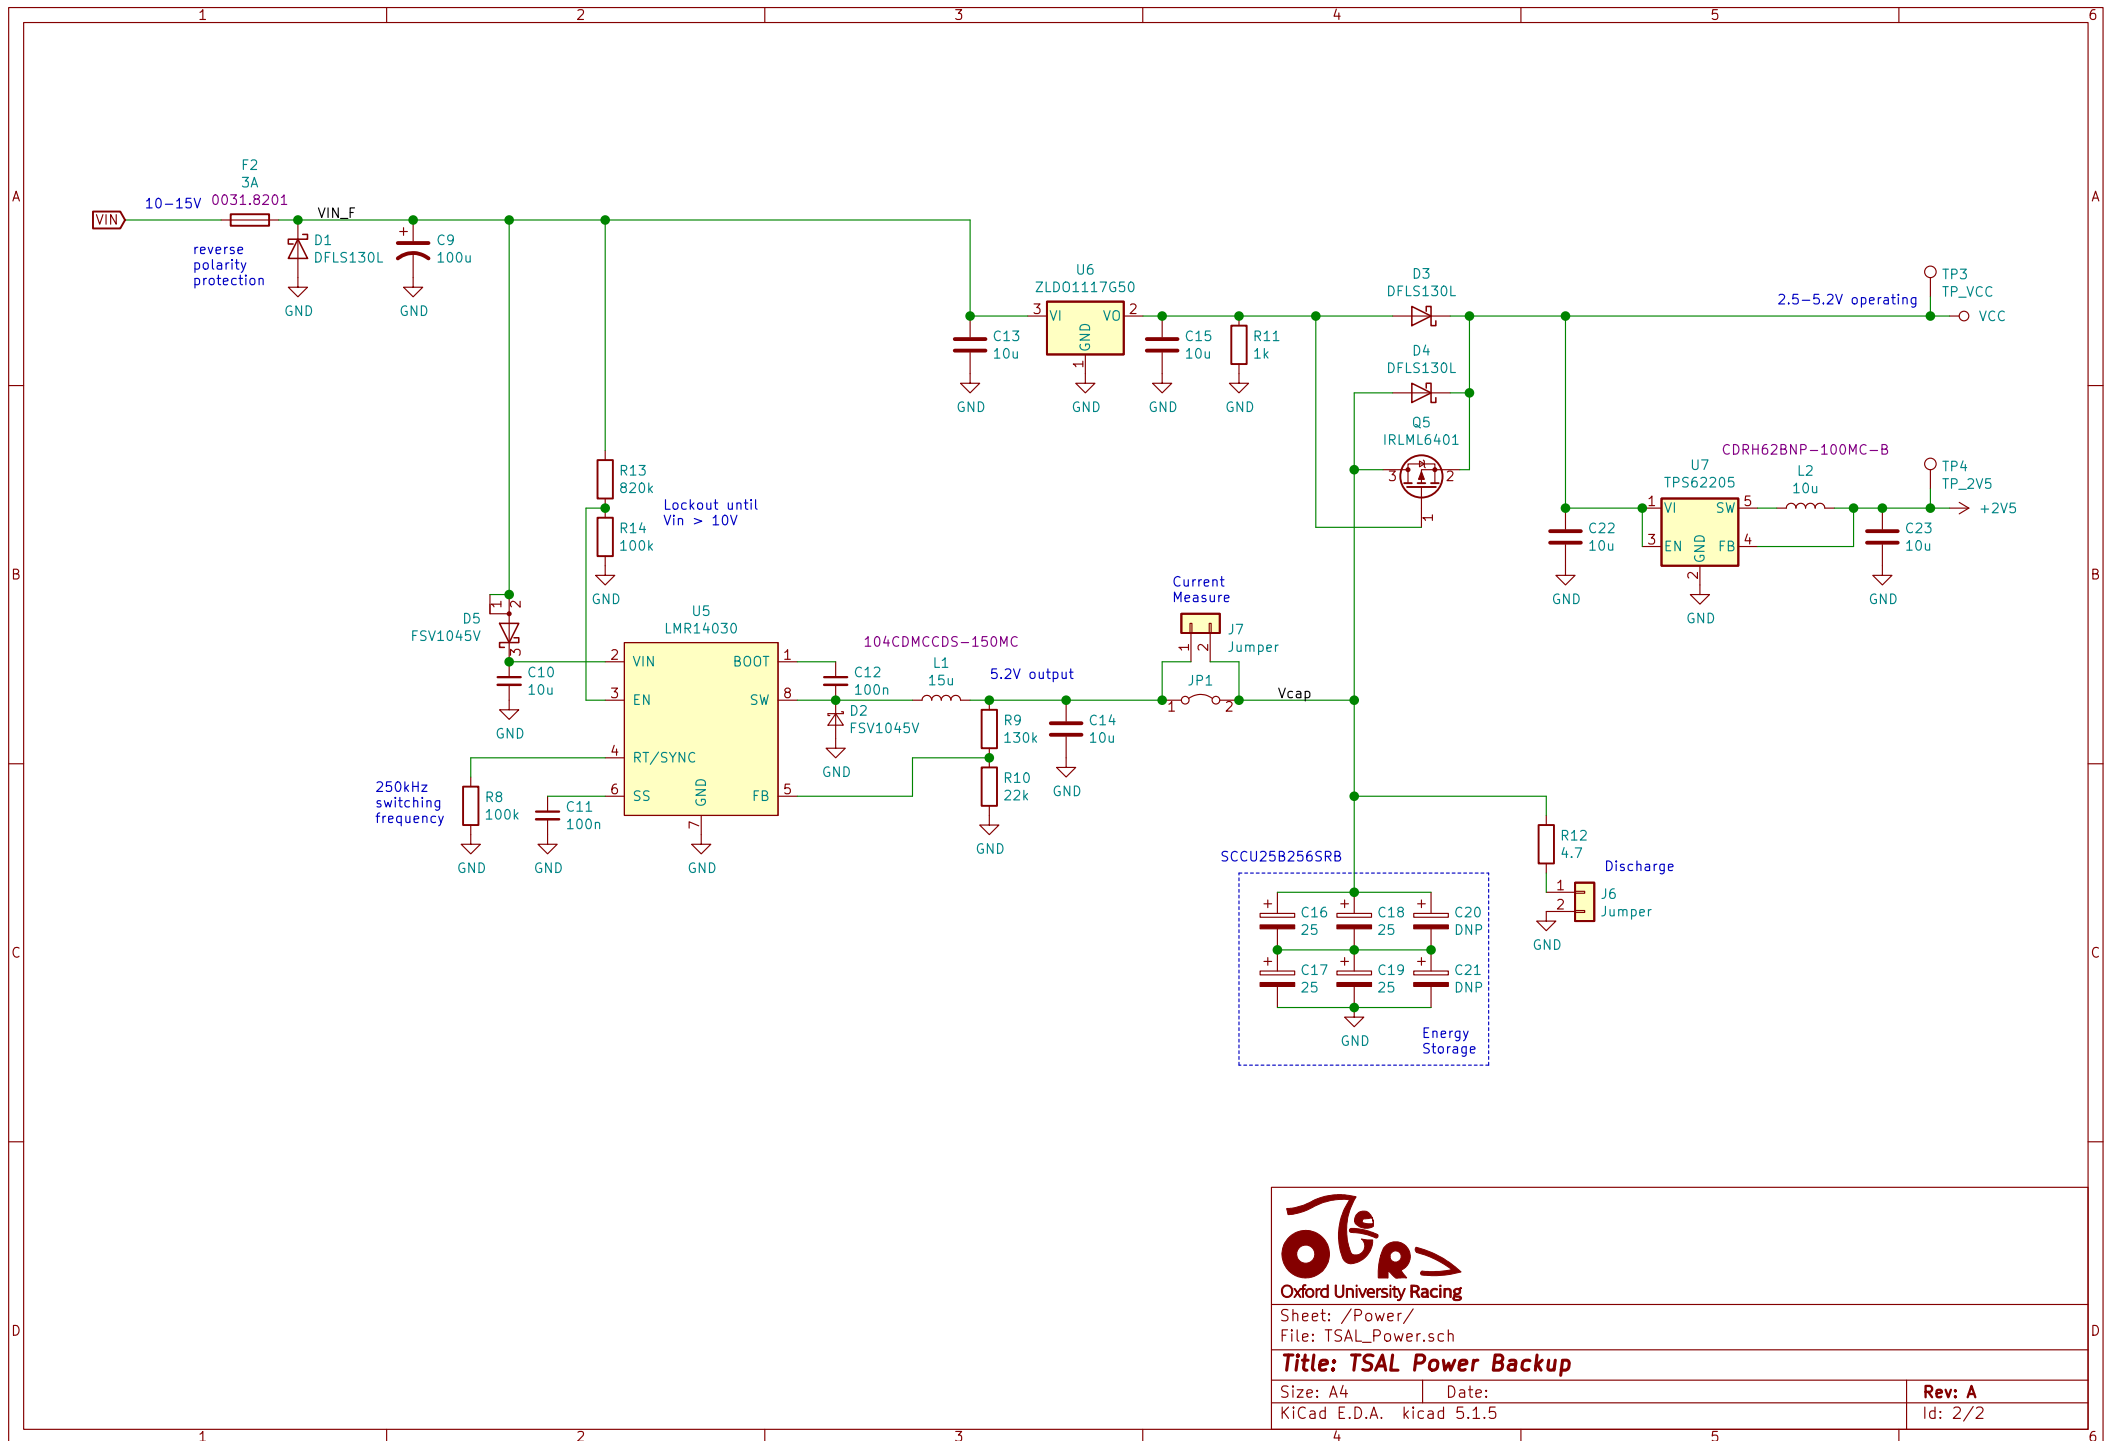 1 2 3 4 5 6
A
A
F2
3A
0031.8201
10-15V
VIN
VIN_F
reverse
polarity
protection
D1
DFLS130L
GND
+
C9
100u
GND
U6
ZLDO1117G50
3 VI VO 2
GND
1
GND
C13
10u
GND
C15
10u
GND
R11
1k
GND
D3
DFLS130L
D4
DFLS130L
Q5
IRLML6401
3 2
1
2.5-5.2V operating
TP3
TP_VCC
VCC
CDRH62BNP-100MC-B
U7
TPS62205
L2
10u
TP4
TP_2V5
+2V5
1 VI SW 5
3 EN FB 4
GND
2
GND
C22
10u
GND
C23
10u
GND
B
B
R13
820k
Lockout until
Vin > 10V
R14
100k
GND
1 2
D5
FSV1045V
3
C10
10u
GND
U5
LMR14030
2 VIN BOOT 1
3 EN SW 8
4 RT/SYNC
6 SS GND FB 5
7
GND
C12
100n
D2
FSV1045V
GND
104CDMCCDS-150MC
L1
15u
5.2V output
R9
130k
R10
22k
GND
C14
10u
GND
Current
Measure
J7
Jumper
1 2
JP1
1 2
Vcap
250kHz
switching
frequency
R8
100k
GND
C11
100n
GND
C
C
SCCU25B256SRB
+ C16
25
+ C18
25
+ C20
DNP
+ C17
25
+ C19
25
+ C21
DNP
GND
Energy
Storage
R12
4.7
Discharge
1
2
J6
Jumper
GND
D
D
OUR
Oxford University Racing
Sheet: /Power/
File: TSAL_Power.sch
Title: TSAL Power Backup
Size: A4 Date: Rev: A
KiCad E.D.A. kicad 5.1.5 Id: 2/2
1 2 3 4 5 6